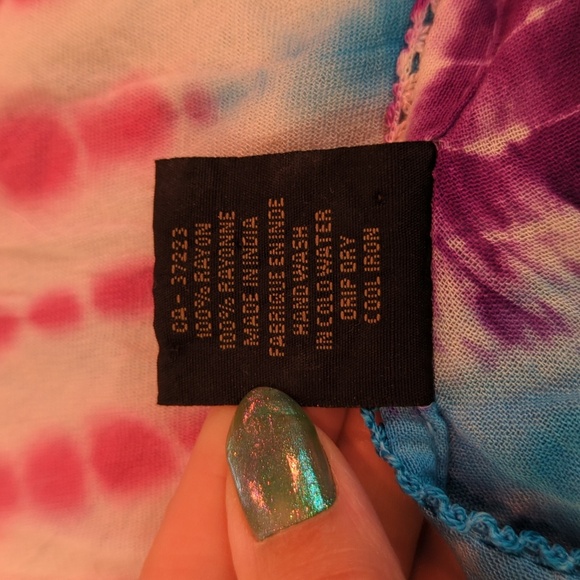 CA- 37223
100% RAYON
100% RAYONNE
MADE IN INDIA
FABRIQUE EN INDE
HAND WASH
IN COLD WATER
DRIP DRY
COOL IRON